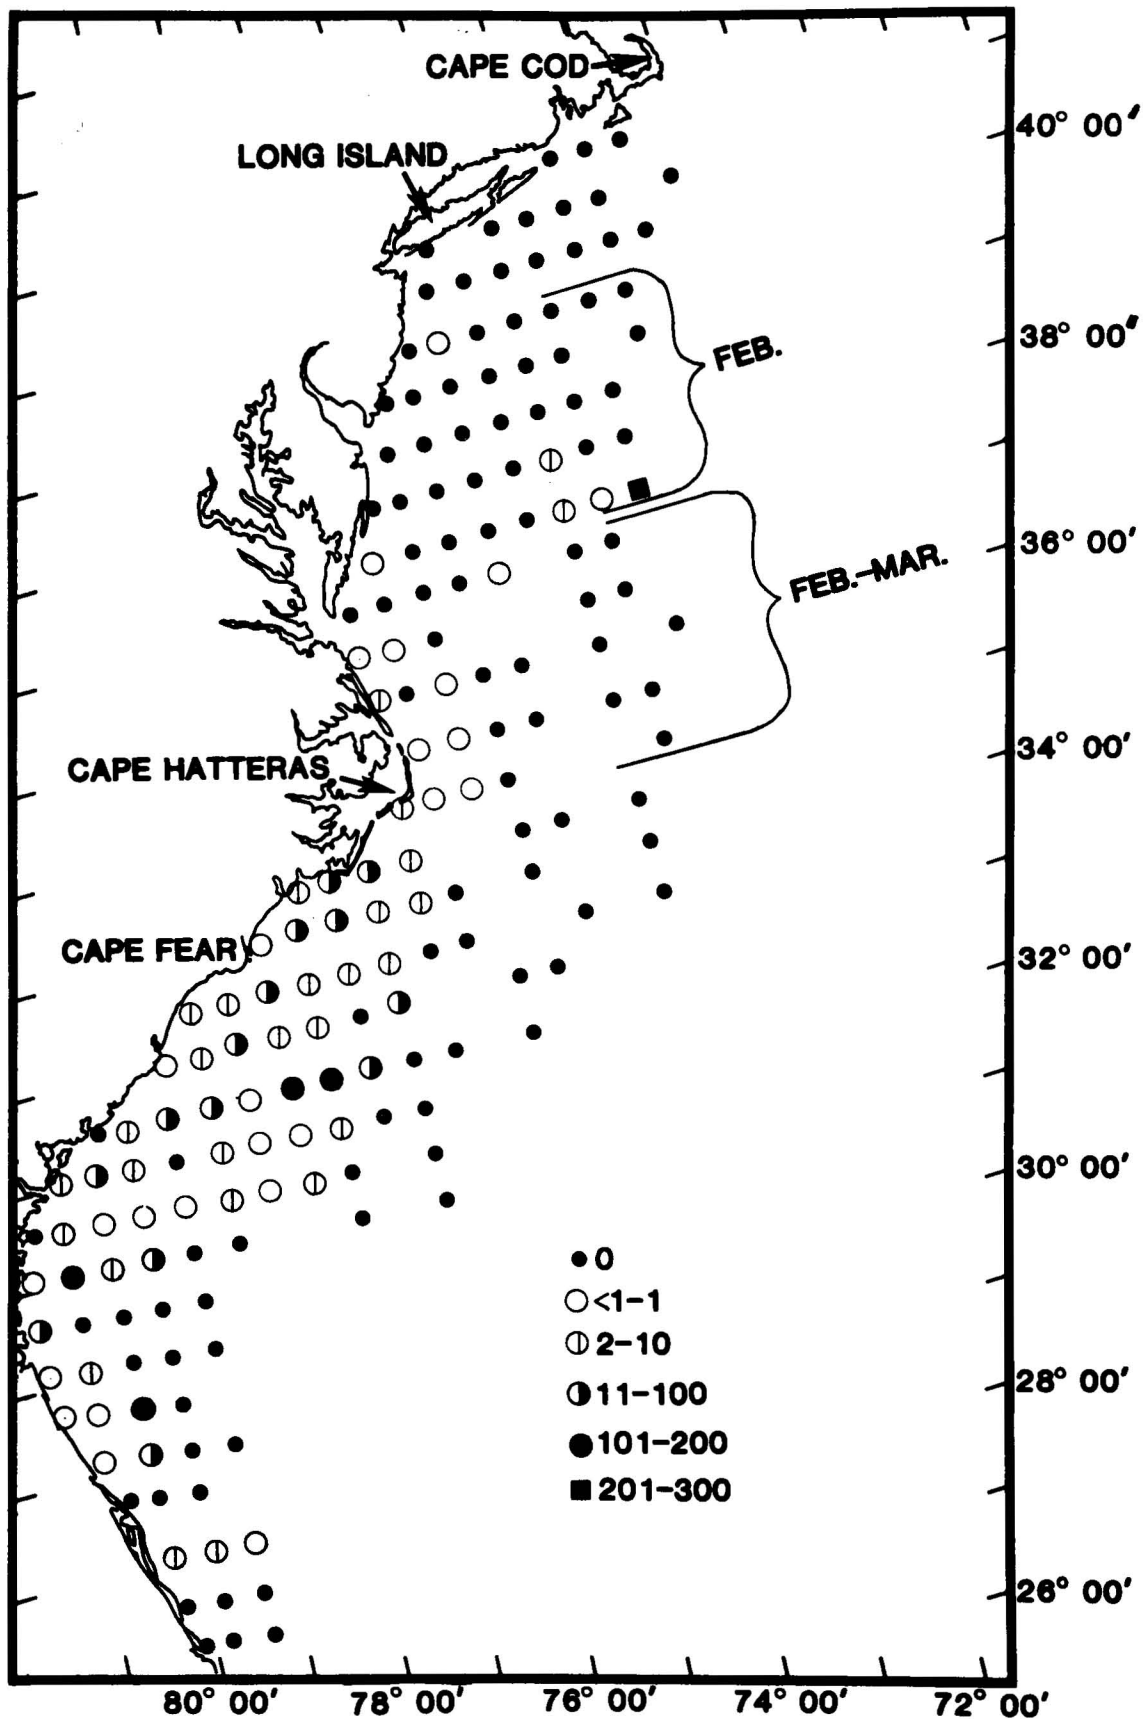 CAPE COD
40° 00′
LONG ISLAND
38° 00′
FEB.
36° 00′
FEB.-MAR.
34° 00′
CAPE HATTERAS
CAPE FEAR
32° 00′
30° 00′
0
<1-1
2-10
28° 00′
11-100
101-200
201-300
26° 00′
80° 00′ 78° 00′ 76° 00′ 74° 00′ 72° 00′